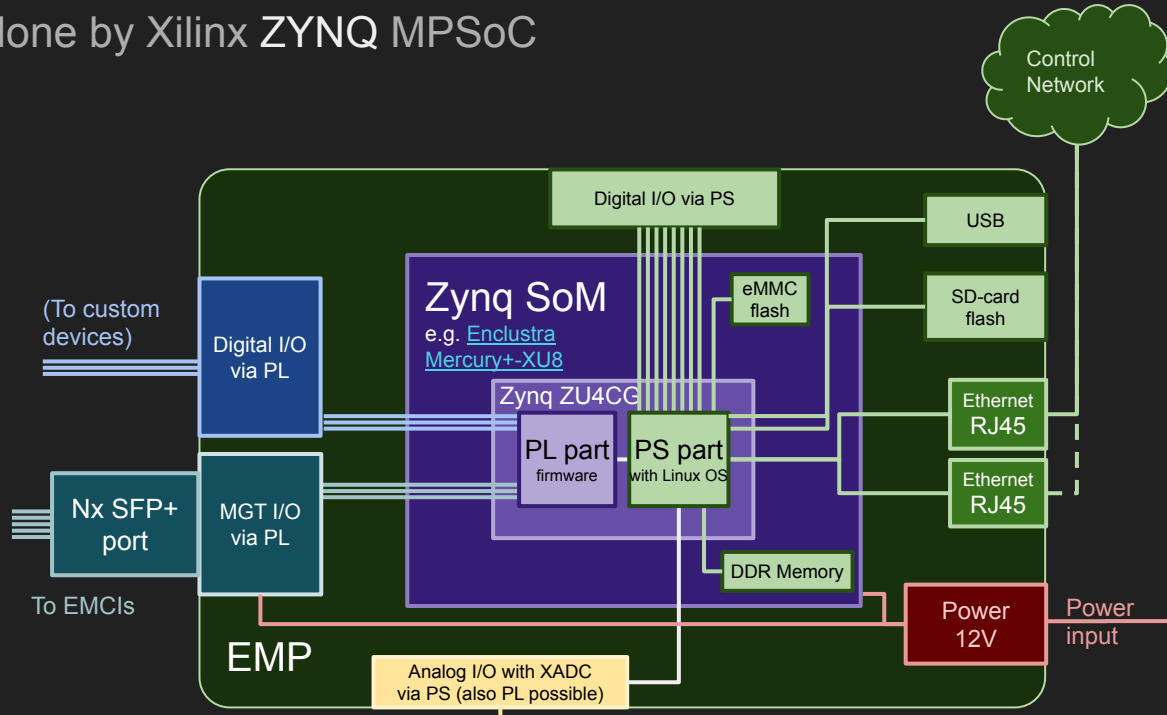 lone by Xilinx ZYNQ MPSoC
Control
Network
Digital I/O via PS
USB
Zynq SoM
e.g. Enclustra
Mercury+-XU8
eMMC
flash
SD-card
flash
(To custom
devices)
Digital I/O
via PL
Zynq ZU4CG
PL part
firmware
PS part
with Linux OS
Ethernet
RJ45
Ethernet
RJ45
Nx SFP+
port
MGT I/O
via PL
DDR Memory
To EMCIs
Power
12V
Power
input
EMP
Analog I/O with XADC
via PS (also PL possible)